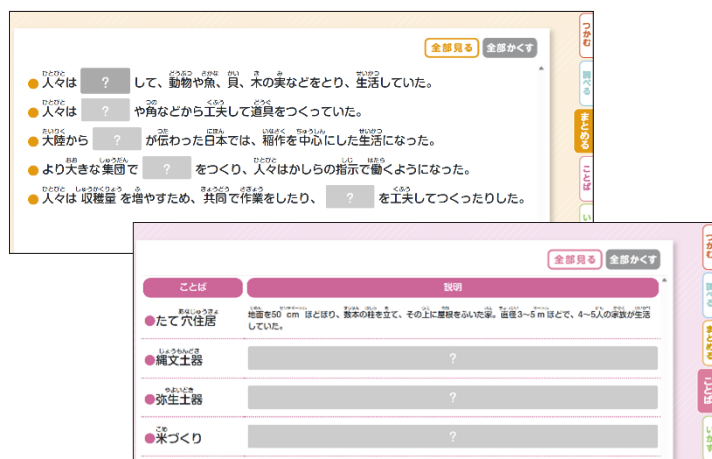 全部見る 全部かくす
つかむ
調べる
まとめる
ことば
い
●人々は ? して、動物や魚、貝、木の実などをとり、生活していた。
●人々は ? や角などから工夫して道具をつくっていた。
●大陸から ? が伝わった日本では、稲作を中心にした生活になった。
●より大きな集団で ? をつくり、人々はかしらの指示で働くようになった。
●人々は 収穫量 を増やすため、共同で作業をしたり、 ? を工夫してつくったりした。
全部見る 全部かくす
つかむ
調べる
まとめる
ことば
いかす
ことば 説明
●たて穴住居 地面を50 cm ほどほり、数本の柱を立て、その上に屋根をふいた家。直径3~5 m ほどで、4~5人の家族が生活
していた。
●縄文土器 ?
●弥生土器 ?
●米づくり ?